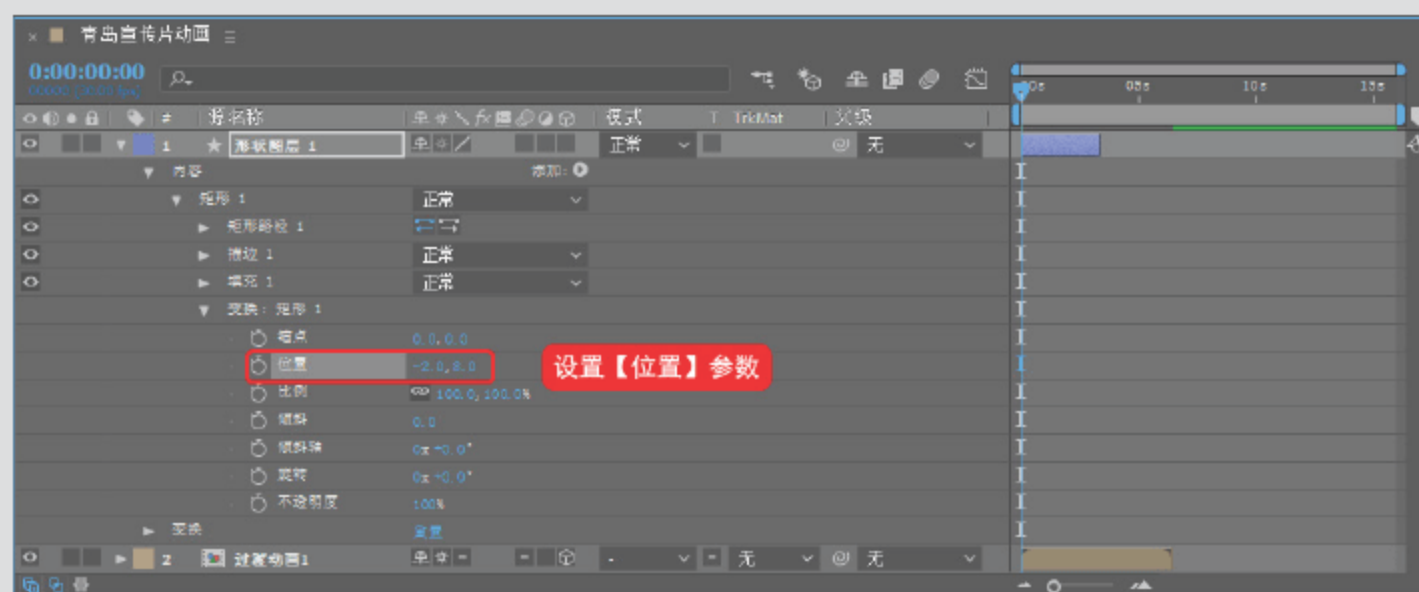 青岛宣传片动画
0:00:00:00
00s 05s 10s 15s
# 源名称 模式 T TrkMat 父级
1 形状图层 1 正常 无
内容 添加:
矩形 1 正常
矩形路径 1
描边 1 正常
填充 1 正常
变换: 矩形 1
锚点 0.0,0.0
位置 -2.0,8.0 设置【位置】参数
比例 100.0,100.0%
倾斜 0.0
倾斜轴 0x+0.0°
旋转 0x+0.0°
不透明度 100%
变换 重置
2 过渡动画1 - 无 无